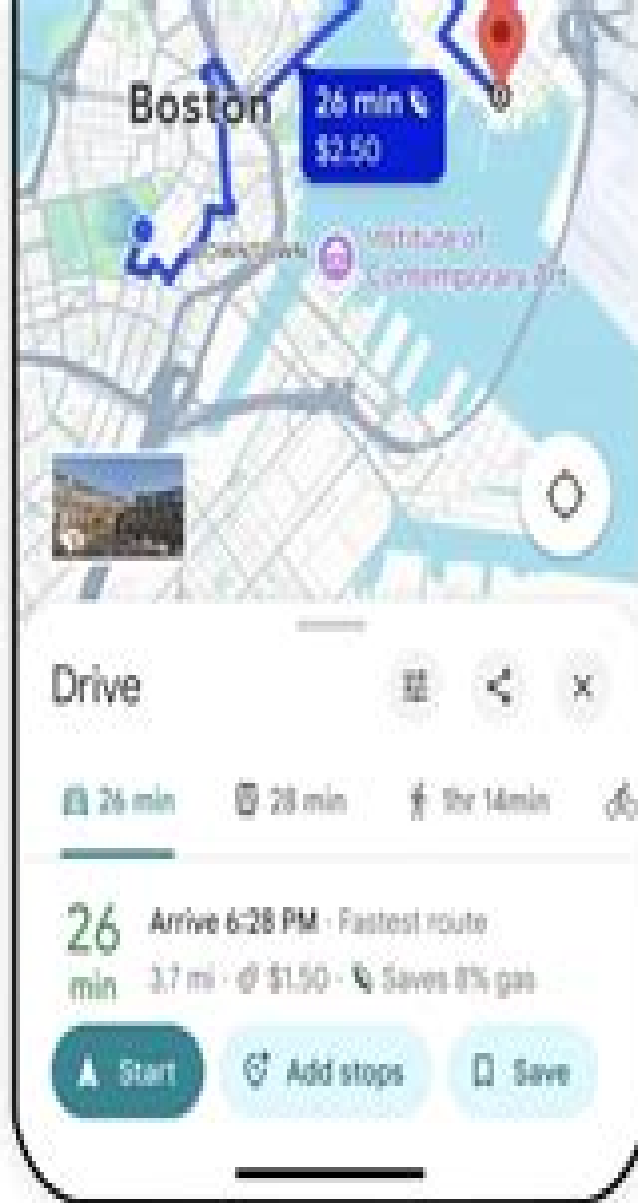 Boston
26 min
$2.50
DOWNTOWN
Institute of
Contemporary Art
Drive
26 min
28 min
1hr 14min
26
min
Arrive 6:28 PM · Fastest route
3.7 mi · $1.50 · Saves 8% gas
Start
Add stops
Save